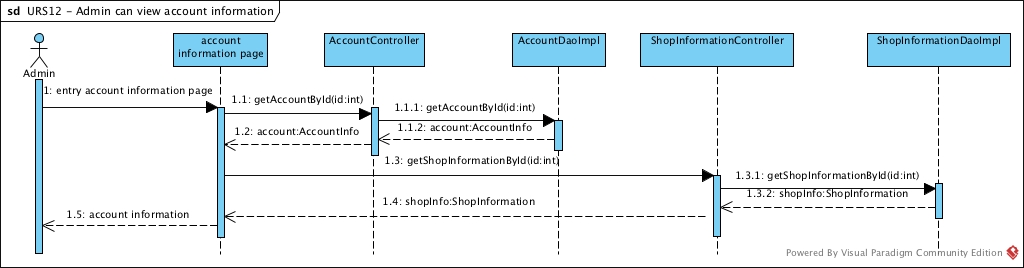 sd URS12 - Admin can view account information
account
information page
AccountController
AccountDaoImpl
ShopInformationController
ShopInformationDaoImpl
Admin
1: entry account information page
1.1: getAccountById(id:int)
1.1.1: getAccountById(id:int)
1.1.2: account:AccountInfo
1.2: account:AccountInfo
1.3: getShopInformationById(id:int)
1.3.1: getShopInformationById(id:int)
1.3.2: shopInfo:ShopInformation
1.4: shopInfo:ShopInformation
1.5: account information
Powered By Visual Paradigm Community Edition